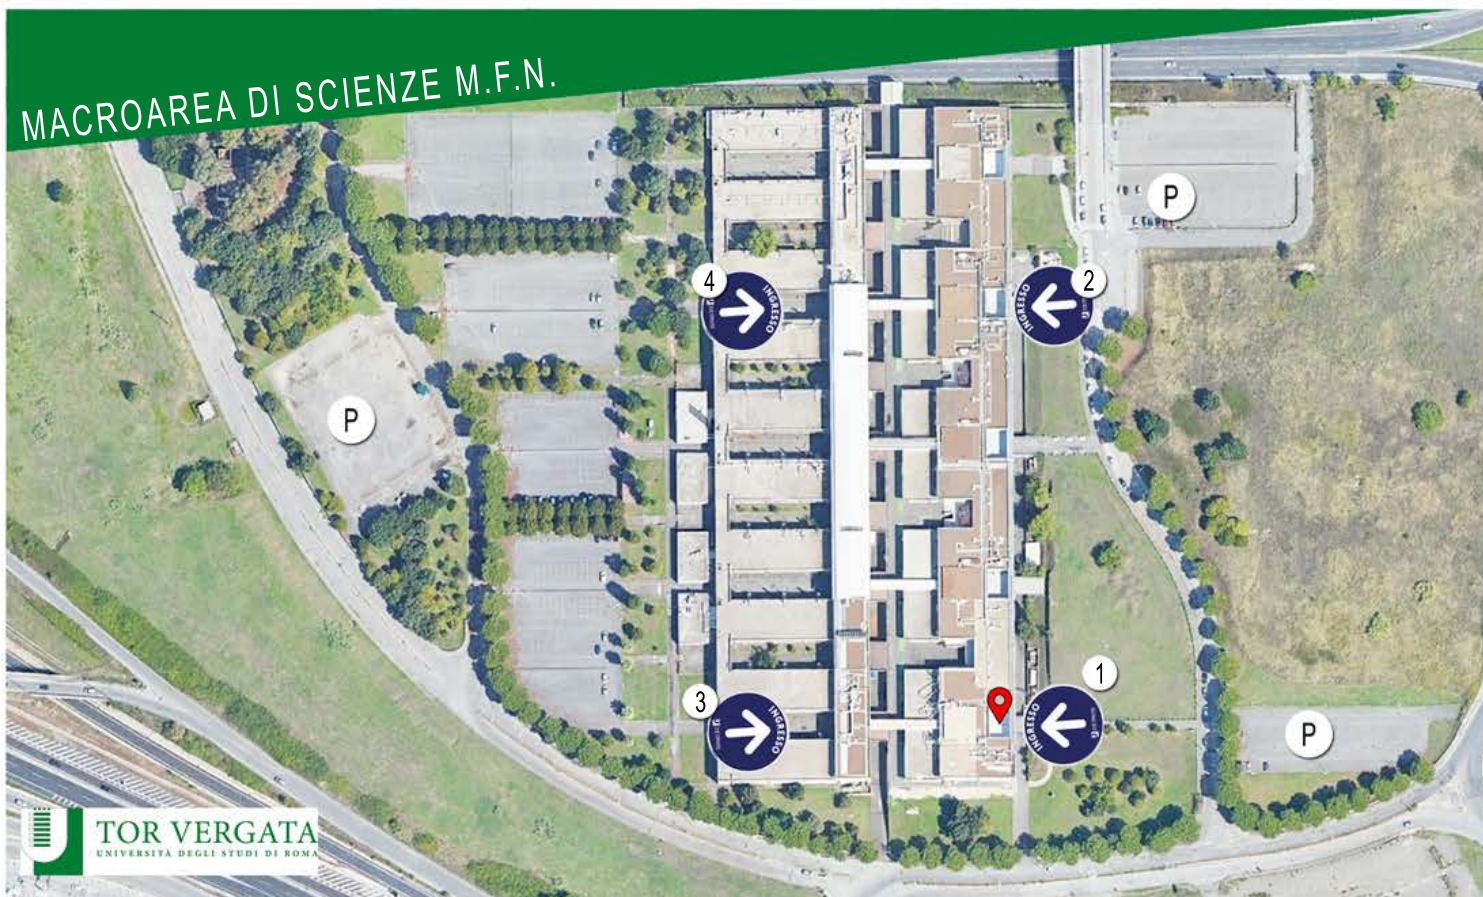 MACROAREA DI SCIENZE M.F.N.
P
4
INGRESSO
2
INGRESSO
P
3
INGRESSO
1
INGRESSO
P
TOR VERGATA
UNIVERSITÀ DEGLI STUDI DI ROMA